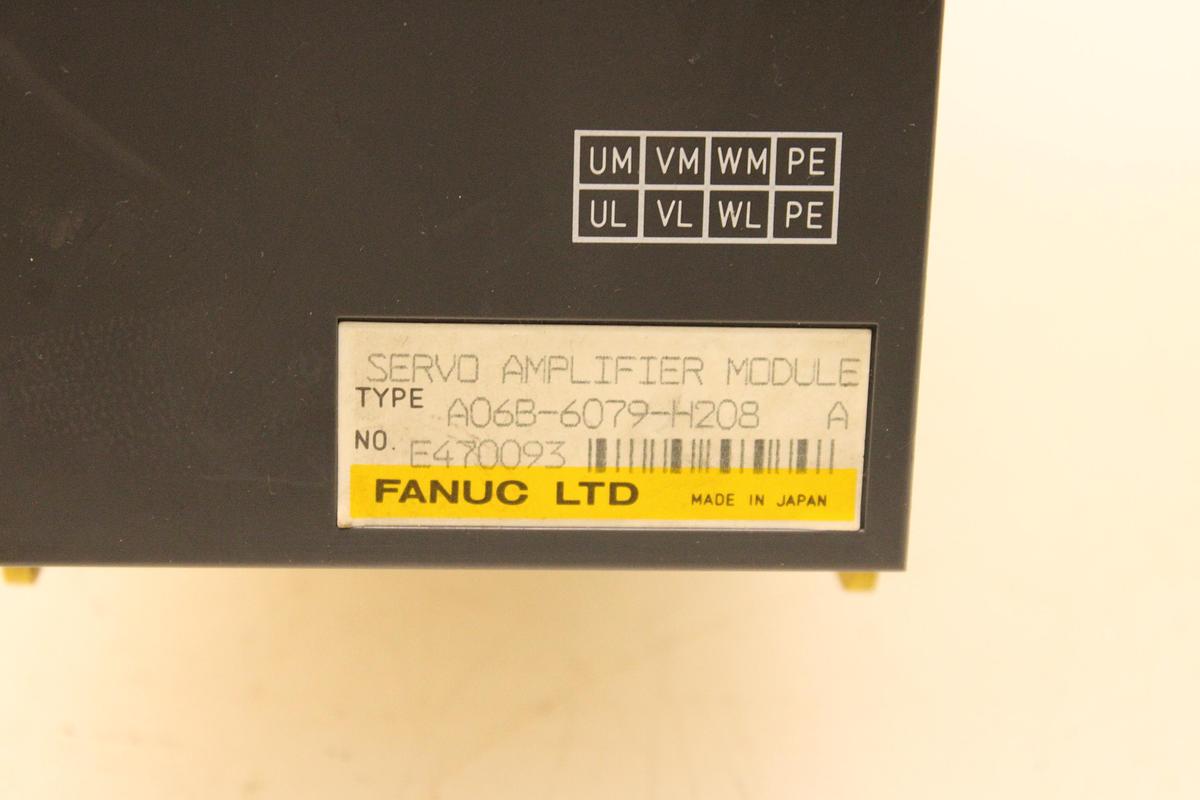 UM VM WM PE
UL VL WL PE
SERVO AMPLIFIER MODULE
TYPE A06B-6079-H208 A
NO. E470093
FANUC LTD MADE IN JAPAN